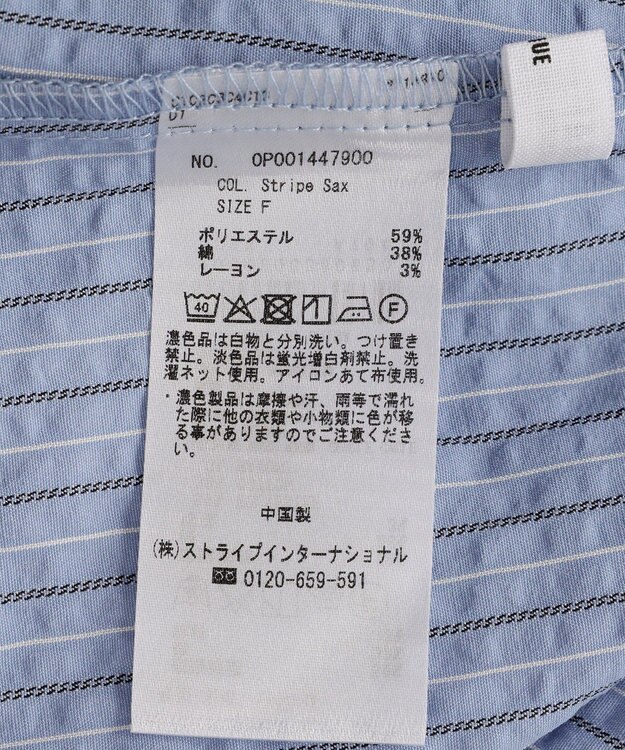 UE
NO. 0P001447900
COL. Stripe Sax
SIZE F
ポリエステル 59%
綿 38%
レーヨン 3%
40 F
濃色品は白物と分別洗い。つけ置き
禁止。淡色品は蛍光増白剤禁止。洗
濯ネット使用。アイロンあて布使用。
・濃色製品は摩擦や汗、雨等で濡れ
た際に他の衣類や小物類に色が移
る事がありますのでご注意くださ
い。
中国製
(株)ストライプインターナショナル
0120-659-591